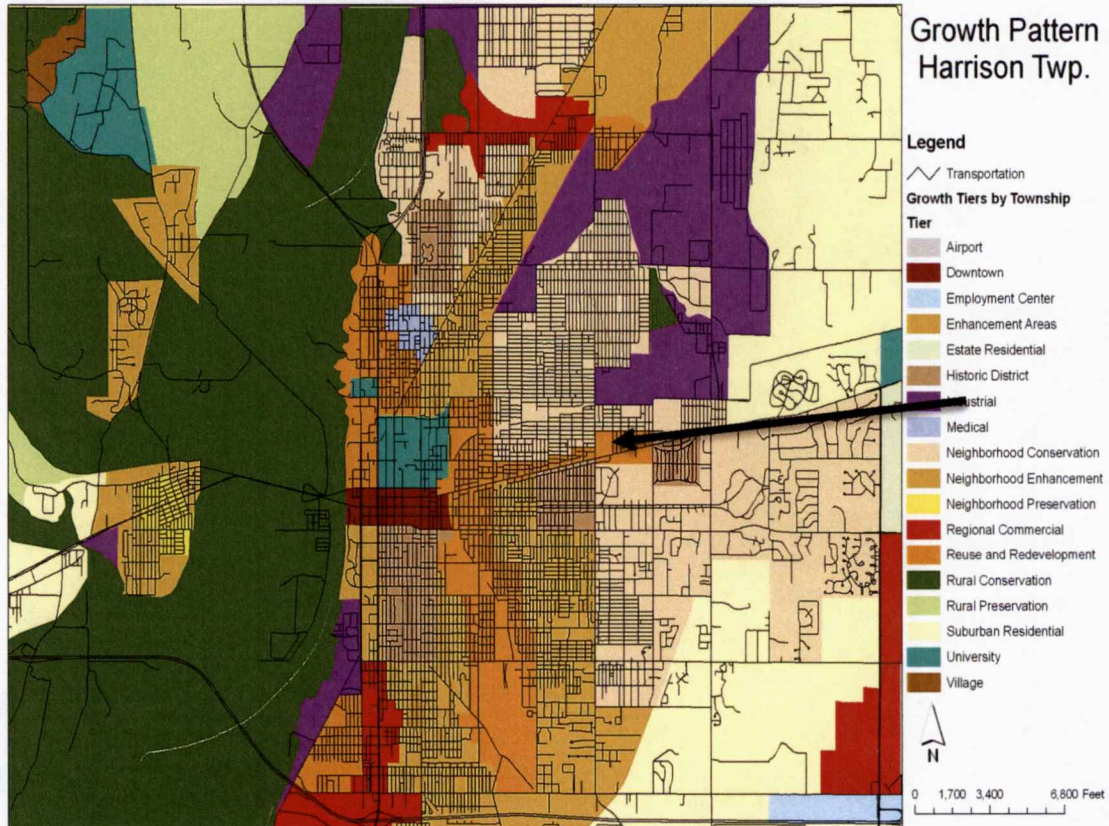 Growth Pattern
Harrison Twp.
Legend
Transportation
Growth Tiers by Township
Tier
Airport
Downtown
Employment Center
Enhancement Areas
Estate Residential
Historic District
Industrial
Medical
Neighborhood Conservation
Neighborhood Enhancement
Neighborhood Preservation
Regional Commercial
Reuse and Redevelopment
Rural Conservation
Rural Preservation
Suburban Residential
University
Village
N
0 1,700 3,400 6,800 Feet